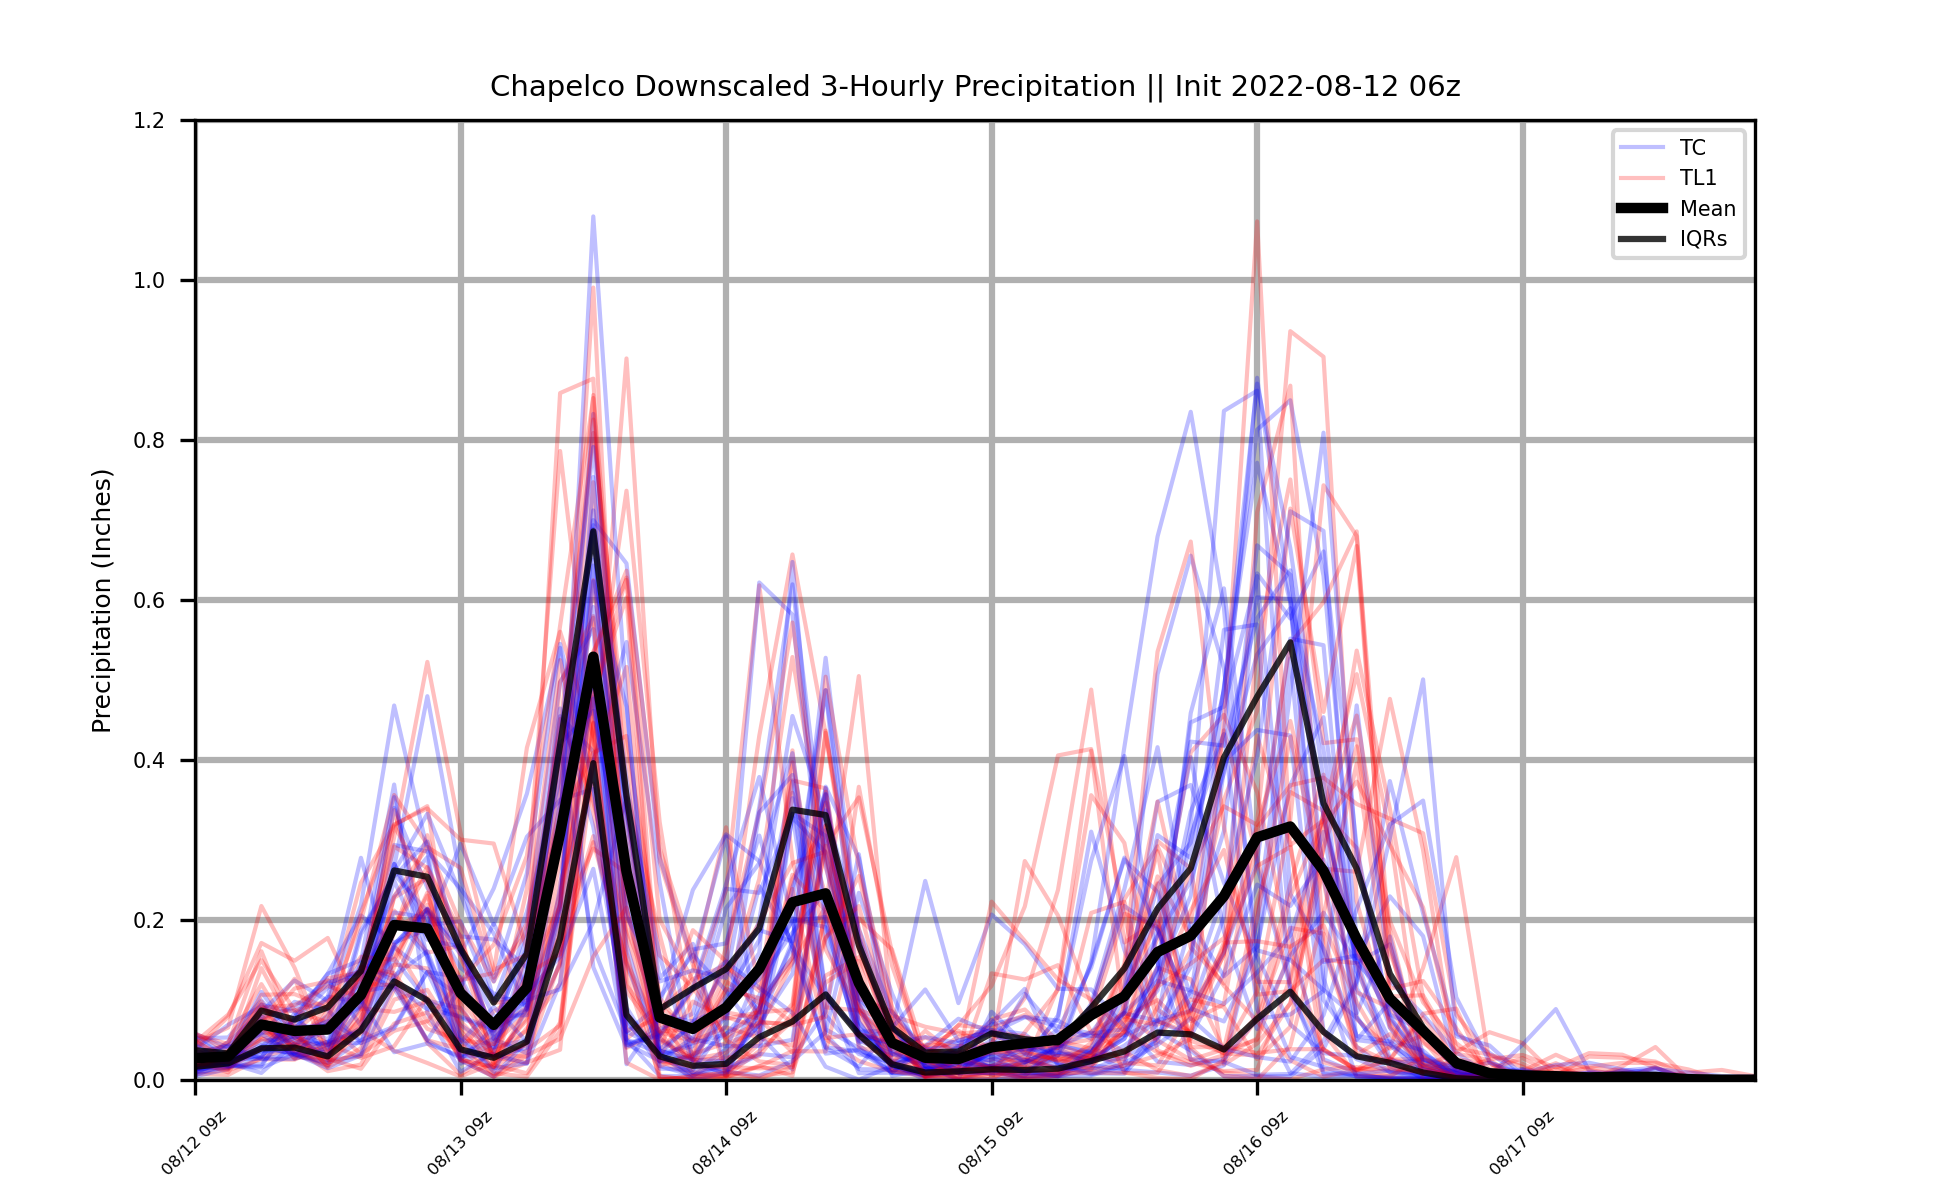 Chapelco Downscaled 3-Hourly Precipitation || Init 2022-08-12 06z
TC
TL1
Mean
IQRs
Precipitation (Inches)
1.2
1.0
0.8
0.6
0.4
0.2
0.0
08/12 09z
08/13 09z
08/14 09z
08/15 09z
08/16 09z
08/17 09z